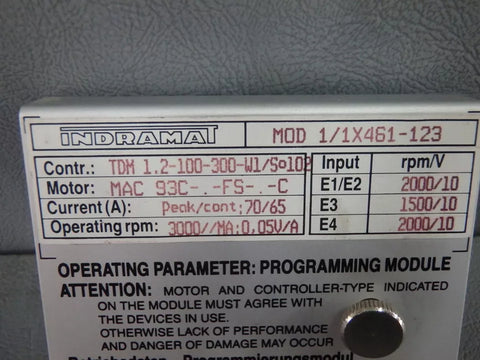 INDRAMAT MOD 1/1X461-123
Contr.: TDM 1.2-100-300-W1/S•102 Input rpm/V
Motor: MAC 93C-.-FS-.-C E1/E2 2000/10
Current (A): Peak/cont:70/65 E3 1500/10
Operating rpm: 3000//MA:0,05V/A E4 2000/10
OPERATING PARAMETER: PROGRAMMING MODULE
ATTENTION: MOTOR AND CONTROLLER-TYPE INDICATED
ON THE MODULE MUST AGREE WITH
THE DEVICES IN USE.
OTHERWISE LACK OF PERFORMANCE
AND DANGER OF DAMAGE MAY OCCUR
Betriebsdaten - Programmierungsmodul